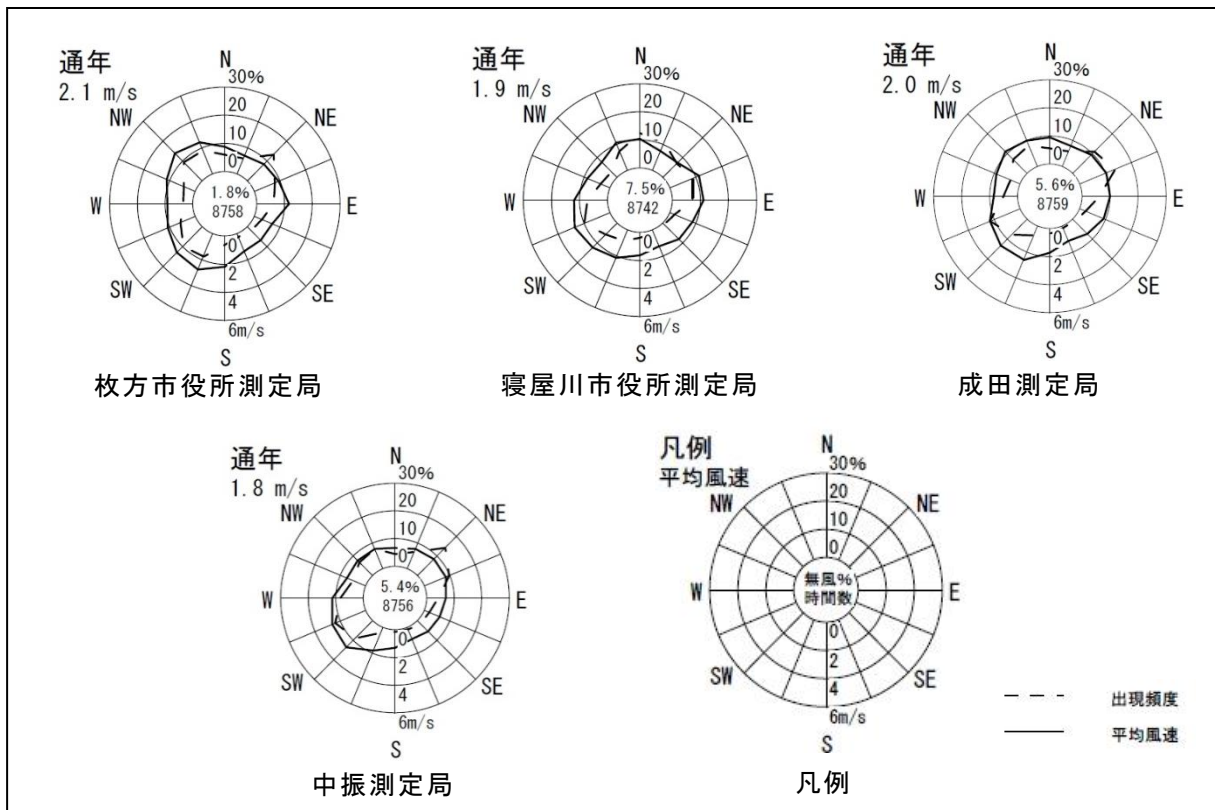 通年
2.1 m/s
N
30%
20
10
0
NW
NE
W
1.8%
8758
E
SW
SE
0
2
4
6m/s
S
枚方市役所測定局
通年
1.9 m/s
N
30%
20
10
0
NW
NE
W
7.5%
8742
E
SW
SE
0
2
4
6m/s
S
寝屋川市役所測定局
通年
2.0 m/s
N
30%
20
10
0
NW
NE
W
5.6%
8759
E
SW
SE
0
2
4
6m/s
S
成田測定局
通年
1.8 m/s
N
30%
20
10
0
NW
NE
W
5.4%
8756
E
SW
SE
0
2
4
6m/s
S
中振測定局
凡例
平均風速
N
30%
20
10
0
NW
NE
W
無風%
時間数
E
SW
SE
0
2
4
6m/s
S
凡例
出現頻度
平均風速